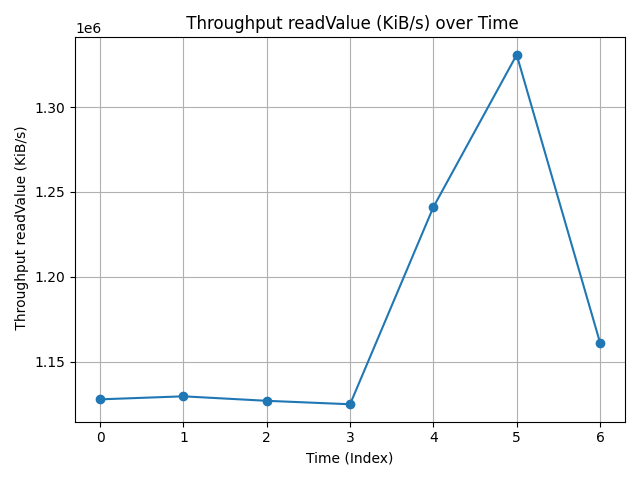 Throughput readValue (KiB/s) over Time
1e6
Throughput readValue (KiB/s)
1.30
1.25
1.20
1.15
0 1 2 3 4 5 6
Time (Index)